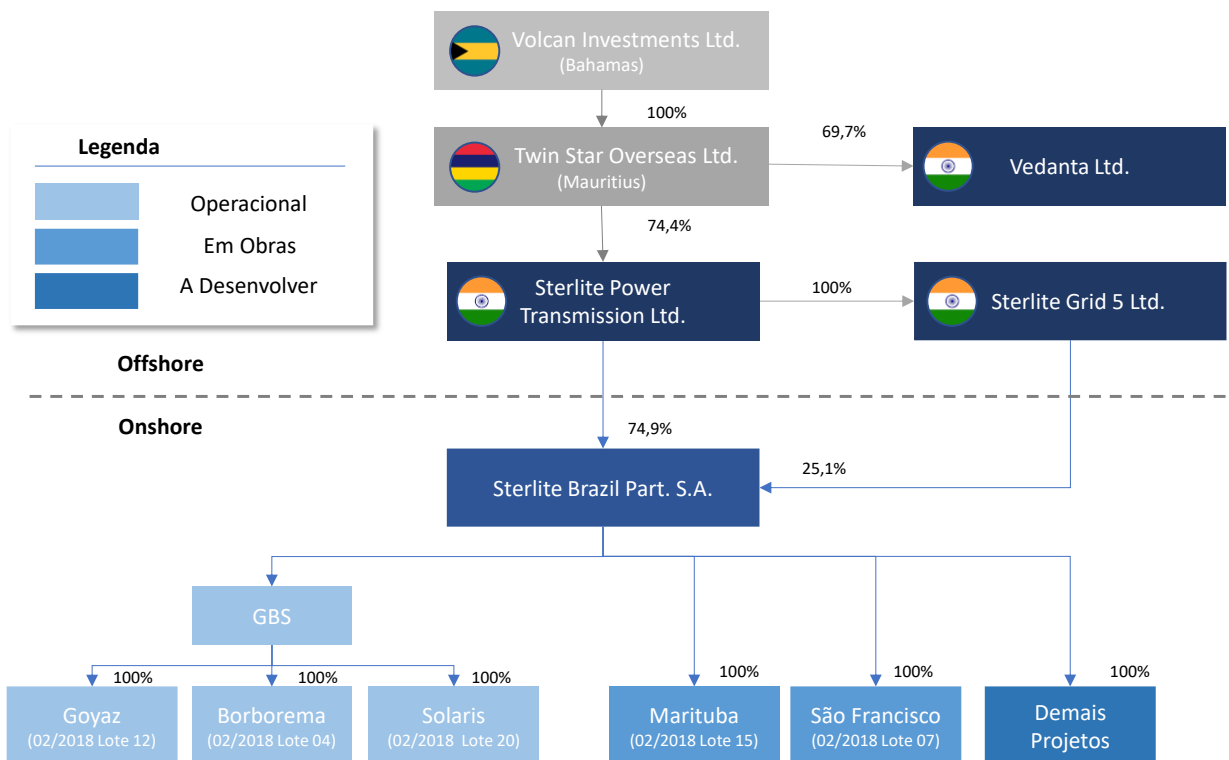 Volcan Investments Ltd.
(Bahamas)
100%
69,7%
Legenda
Twin Star Overseas Ltd.
(Mauritius)
Vedanta Ltd.
Operacional
74,4%
Em Obras
A Desenvolver
Sterlite Power
Transmission Ltd.
100%
Sterlite Grid 5 Ltd.
Offshore
Onshore
74,9%
25,1%
Sterlite Brazil Part. S.A.
GBS
100%
100%
100%
100%
100%
100%
Goyaz
(02/2018 Lote 12)
Borborema
(02/2018 Lote 04)
Solaris
(02/2018 Lote 20)
Marituba
(02/2018 Lote 15)
São Francisco
(02/2018 Lote 07)
Demais
Projetos